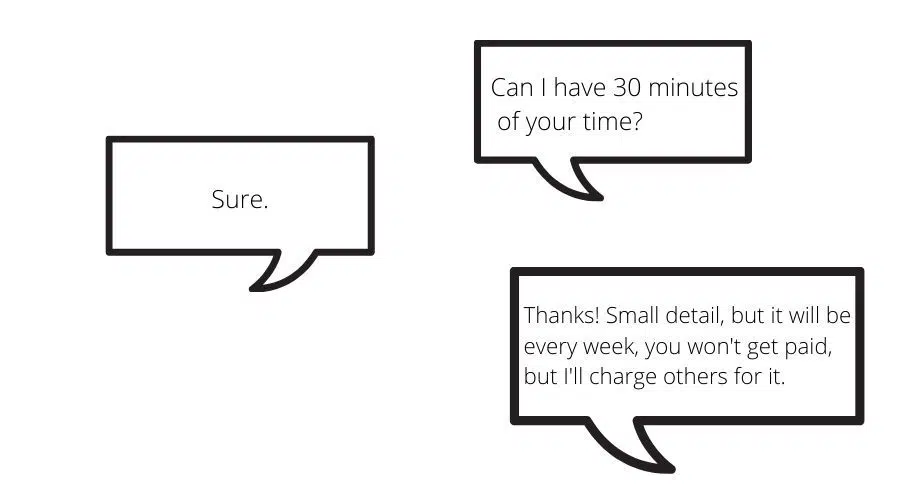 Can I have 30 minutes
of your time?
Sure.
Thanks! Small detail, but it will be
every week, you won't get paid,
but I'll charge others for it.